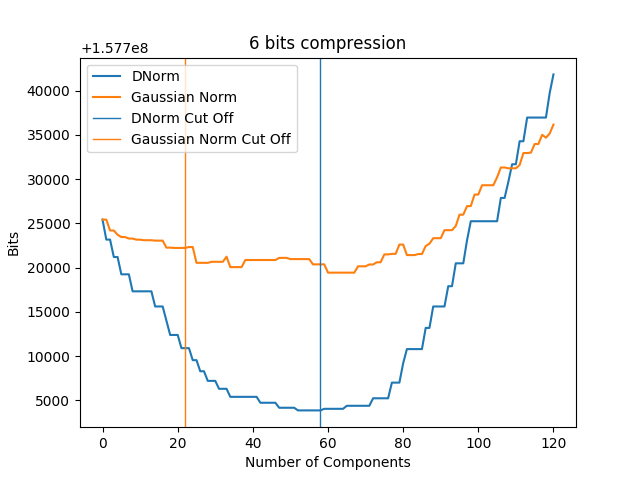 6 bits compression
+1.577e8
DNorm
Gaussian Norm
DNorm Cut Off
Gaussian Norm Cut Off
40000
35000
30000
25000
20000
15000
10000
5000
Bits
0 20 40 60 80 100 120
Number of Components